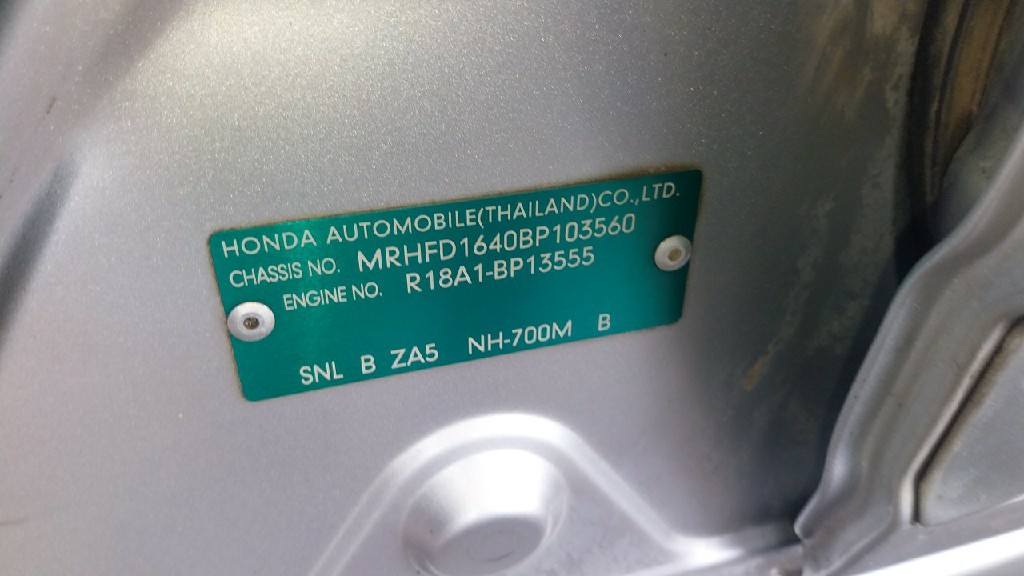 HONDA AUTOMOBILE(THAILAND)CO.,LTD.
CHASSIS NO. MRHFD1640BP103560
ENGINE NO. R18A1-BP13555
SNL B ZA5 NH-700M B